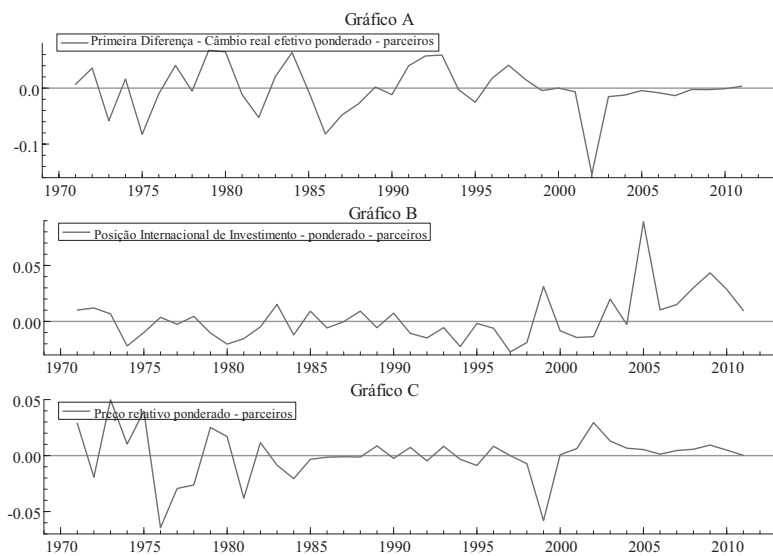 Gráfico A
Primeira Diferença - Câmbio real efetivo ponderado - parceiros
0.0
-0.1
1970 1975 1980 1985 1990 1995 2000 2005 2010
Gráfico B
Posição Internacional de Investimento - ponderado - parceiros
0.05
0.00
1970 1975 1980 1985 1990 1995 2000 2005 2010
Gráfico C
0.05
Preço relativo ponderado - parceiros
0.00
-0.05
1970 1975 1980 1985 1990 1995 2000 2005 2010